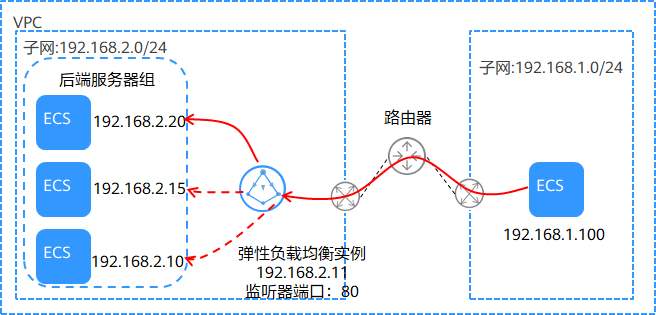 VPC
子网:192.168.2.0/24
后端服务器组
ECS
192.168.2.20
ECS
192.168.2.15
ECS
192.168.2.10
弹性负载均衡实例
192.168.2.11
监听器端口：80
路由器
子网:192.168.1.0/24
ECS
192.168.1.100